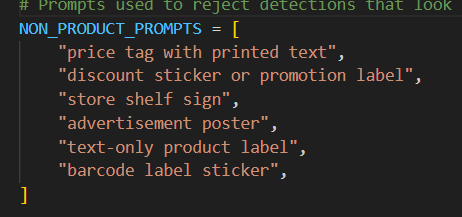 # Prompts used to reject detections that look
NON_PRODUCT_PROMPTS = [
    "price tag with printed text",
    "discount sticker or promotion label",
    "store shelf sign",
    "advertisement poster",
    "text-only product label",
    "barcode label sticker",
]